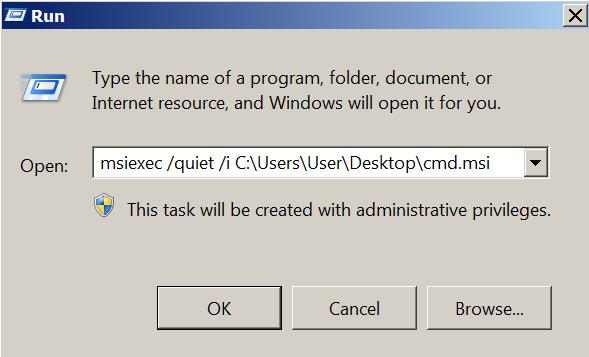 Run
Type the name of a program, folder, document, or
Internet resource, and Windows will open it for you.
Open: msiexec /quiet /i C:\Users\User\Desktop\cmd.msi
This task will be created with administrative privileges.
OK Cancel Browse...